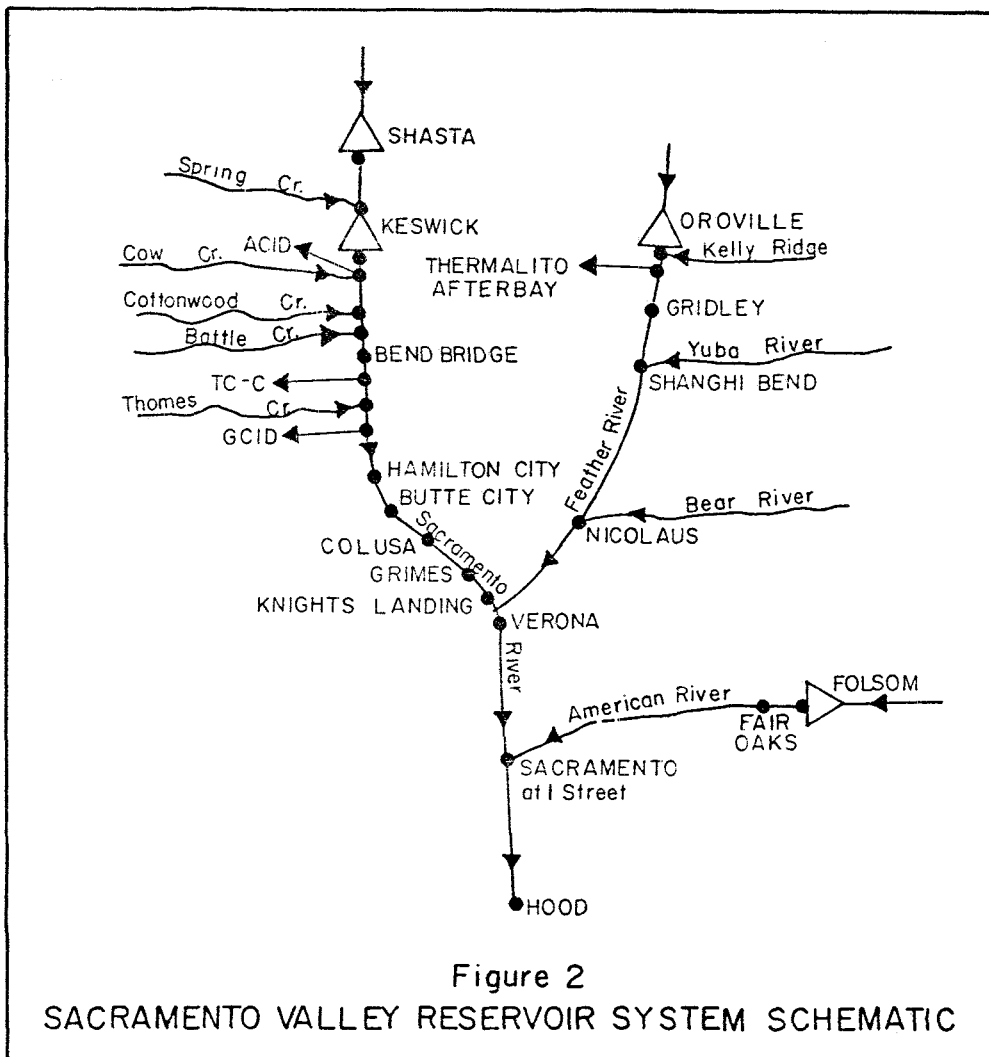 SHASTA
Spring Cr.
KESWICK
OROVILLE
Kelly Ridge
ACID
Cow Cr.
THERMALITO
AFTERBAY
Cottonwood Cr.
GRIDLEY
Battle Cr.
BEND BRIDGE
Yuba River
SHANGHI BEND
TC-C
Thomes Cr.
GCID
Feather River
HAMILTON CITY
BUTTE CITY
Bear River
NICOLAUS
Sacramento
COLUSA
GRIMES
KNIGHTS LANDING
VERONA
River
American River
FOLSOM
FAIR
OAKS
SACRAMENTO
at I Street
HOOD
Figure 2
SACRAMENTO VALLEY RESERVOIR SYSTEM SCHEMATIC